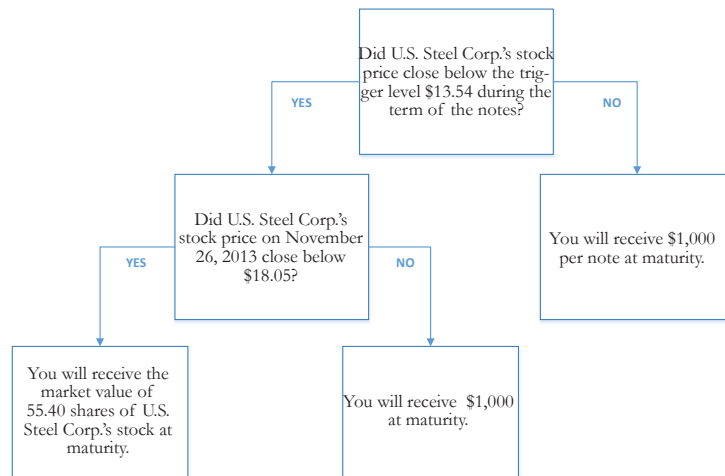 Did U.S. Steel Corp.'s stock
price close below the trig-
ger level $13.54 during the
term of the notes?
YES
NO
Did U.S. Steel Corp.'s
stock price on November
26, 2013 close below
$18.05?
You will receive $1,000
per note at maturity.
YES
NO
You will receive the
market value of
55.40 shares of U.S.
Steel Corp.'s stock at
maturity.
You will receive $1,000
at maturity.